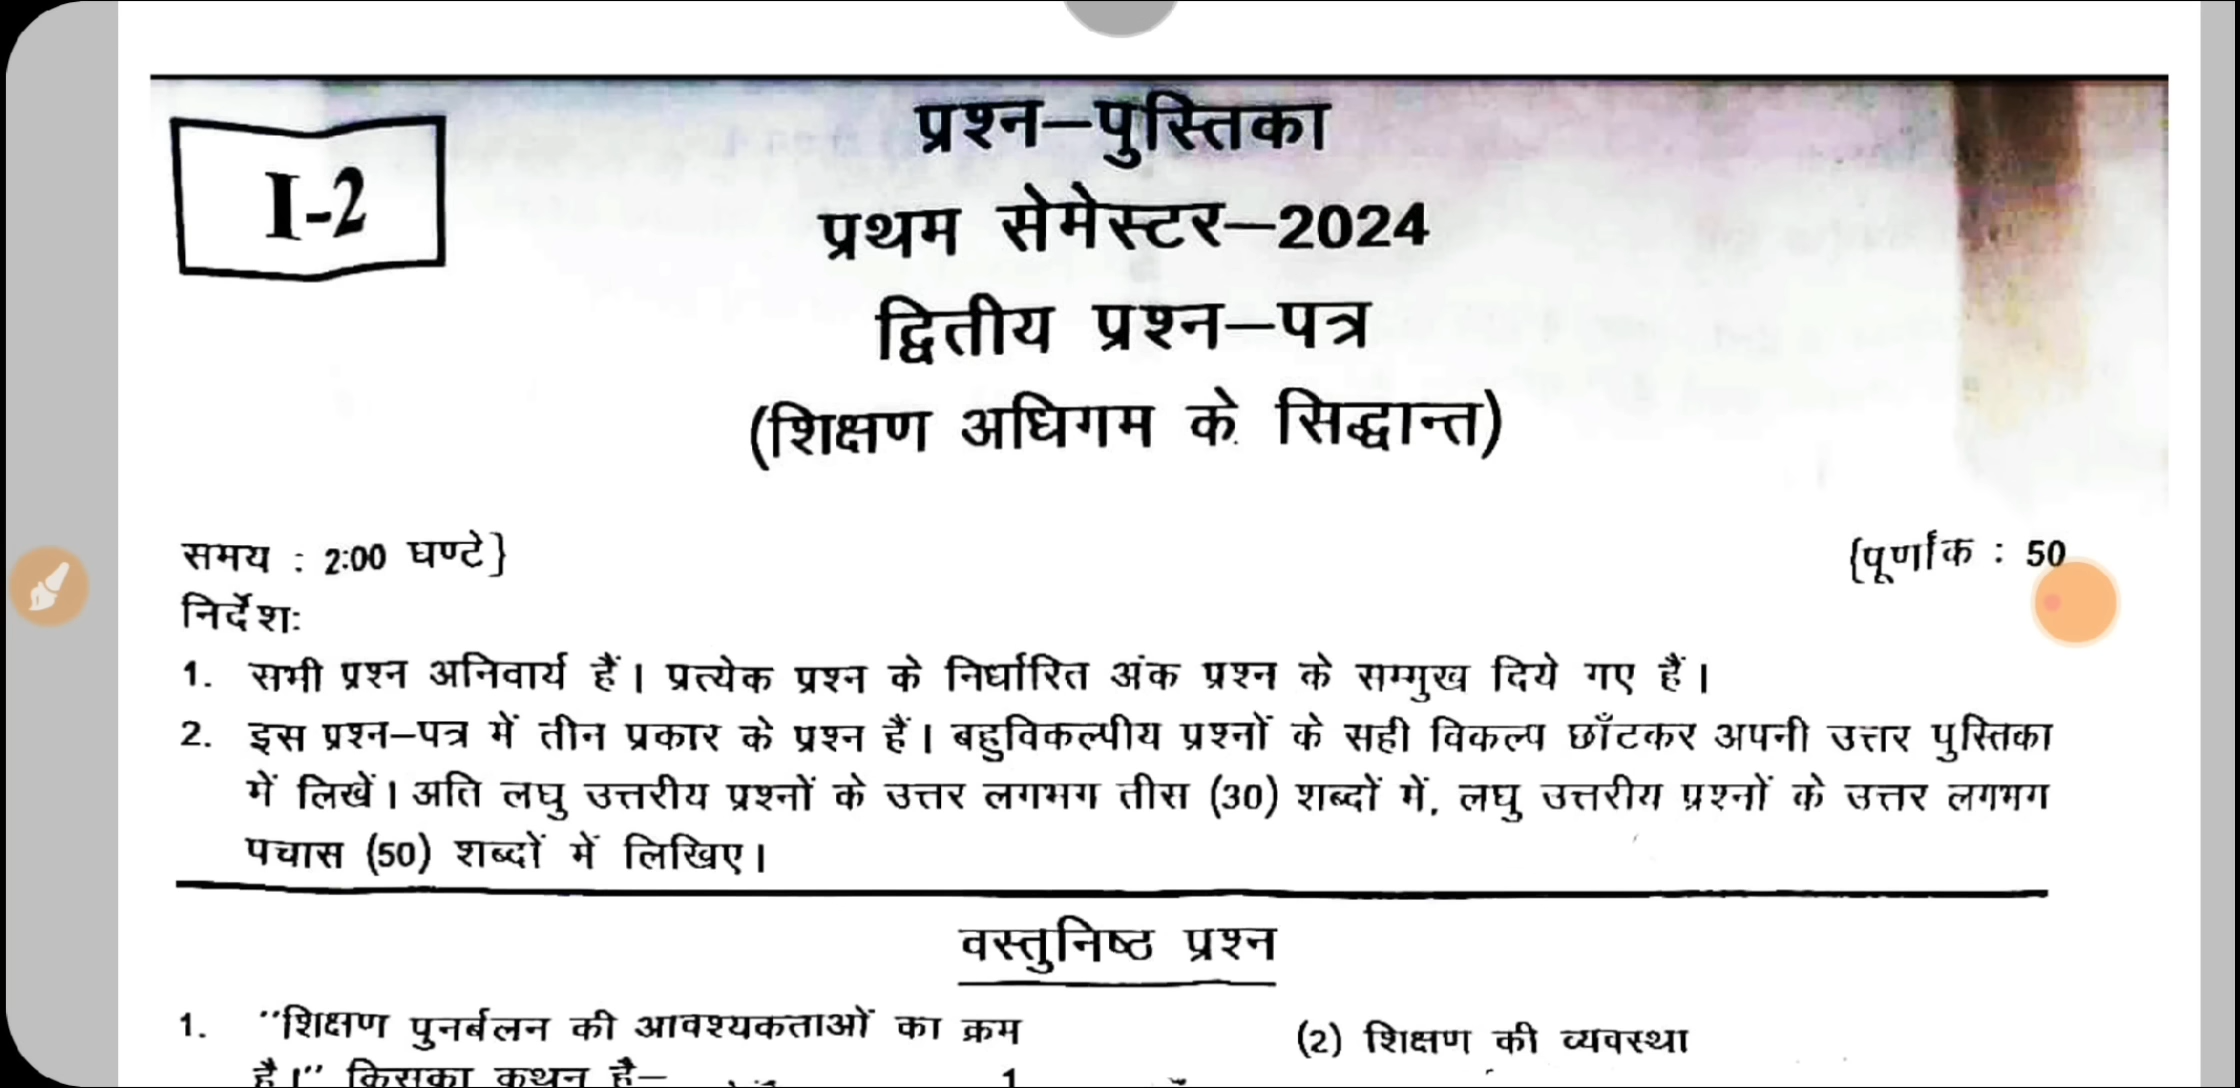 I-2
प्रश्न–पुस्तिका
प्रथम सेमेस्टर–2024
द्वितीय प्रश्न–पत्र
(शिक्षण अधिगम के सिद्धान्त)
समय : 2:00 घण्टे} {पूर्णांक : 50
निर्देशः
1. सभी प्रश्न अनिवार्य हैं। प्रत्येक प्रश्न के निर्धारित अंक प्रश्न के सम्मुख दिये गए हैं।
2. इस प्रश्न–पत्र में तीन प्रकार के प्रश्न हैं। बहुविकल्पीय प्रश्नों के सही विकल्प छाँटकर अपनी उत्तर पुस्तिका
में लिखें। अति लघु उत्तरीय प्रश्नों के उत्तर लगभग तीस (30) शब्दों में, लघु उत्तरीय प्रश्नों के उत्तर लगभग
पचास (50) शब्दों में लिखिए।
वस्तुनिष्ठ प्रश्न
1. "शिक्षण पुनर्बलन की आवश्यकताओं का क्रम
है।" किसका कथन है– 1
(2) शिक्षण की व्यवस्था